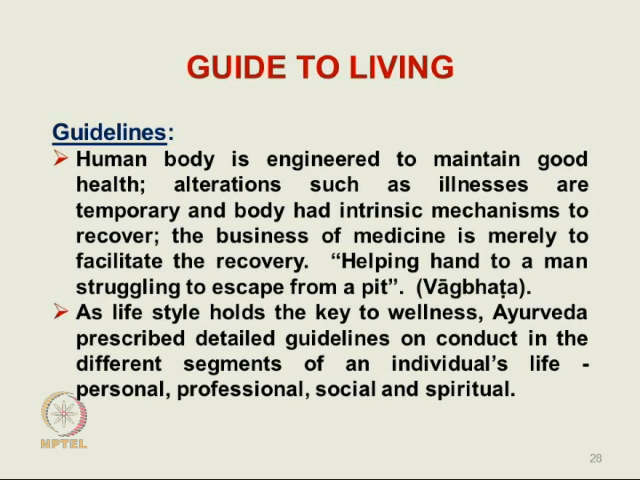 GUIDE TO LIVING
Guidelines:
➢ Human body is engineered to maintain good
health; alterations such as illnesses are
temporary and body had intrinsic mechanisms to
recover; the business of medicine is merely to
facilitate the recovery. “Helping hand to a man
struggling to escape from a pit”. (Vāgbhaṭa).
➢ As life style holds the key to wellness, Ayurveda
prescribed detailed guidelines on conduct in the
different segments of an individual’s life -
personal, professional, social and spiritual.
NPTEL
28